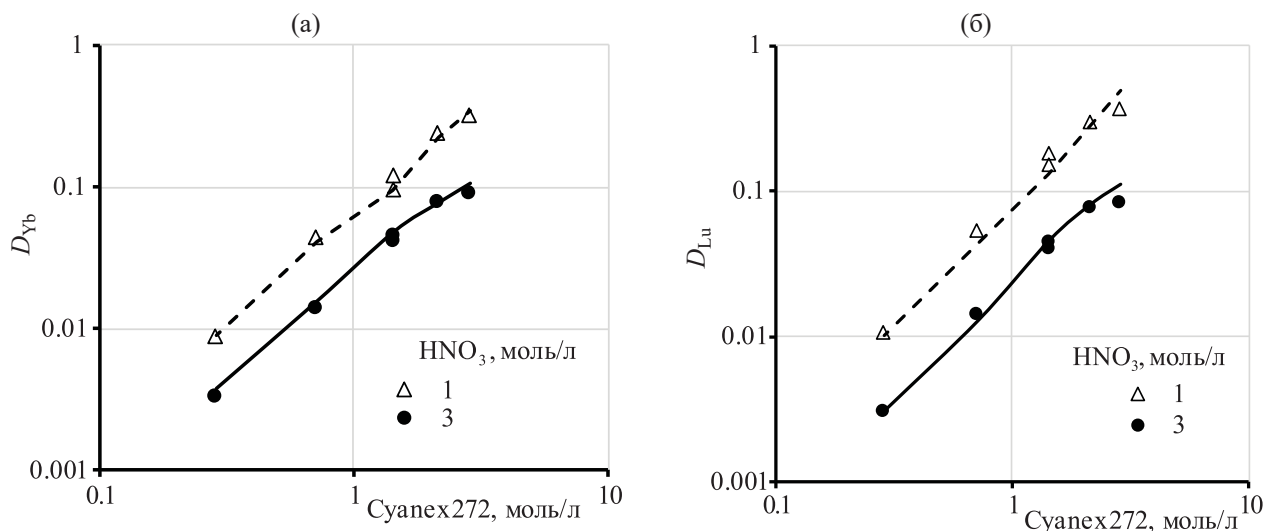 (а)
1
0.1
0.01
0.001
0.1
1
10
D_Yb
Cyanex272, моль/л
HNO₃, моль/л
1
3
(б)
1
0.1
0.01
0.001
0.1
1
10
D_Lu
Cyanex272, моль/л
HNO₃, моль/л
1
3